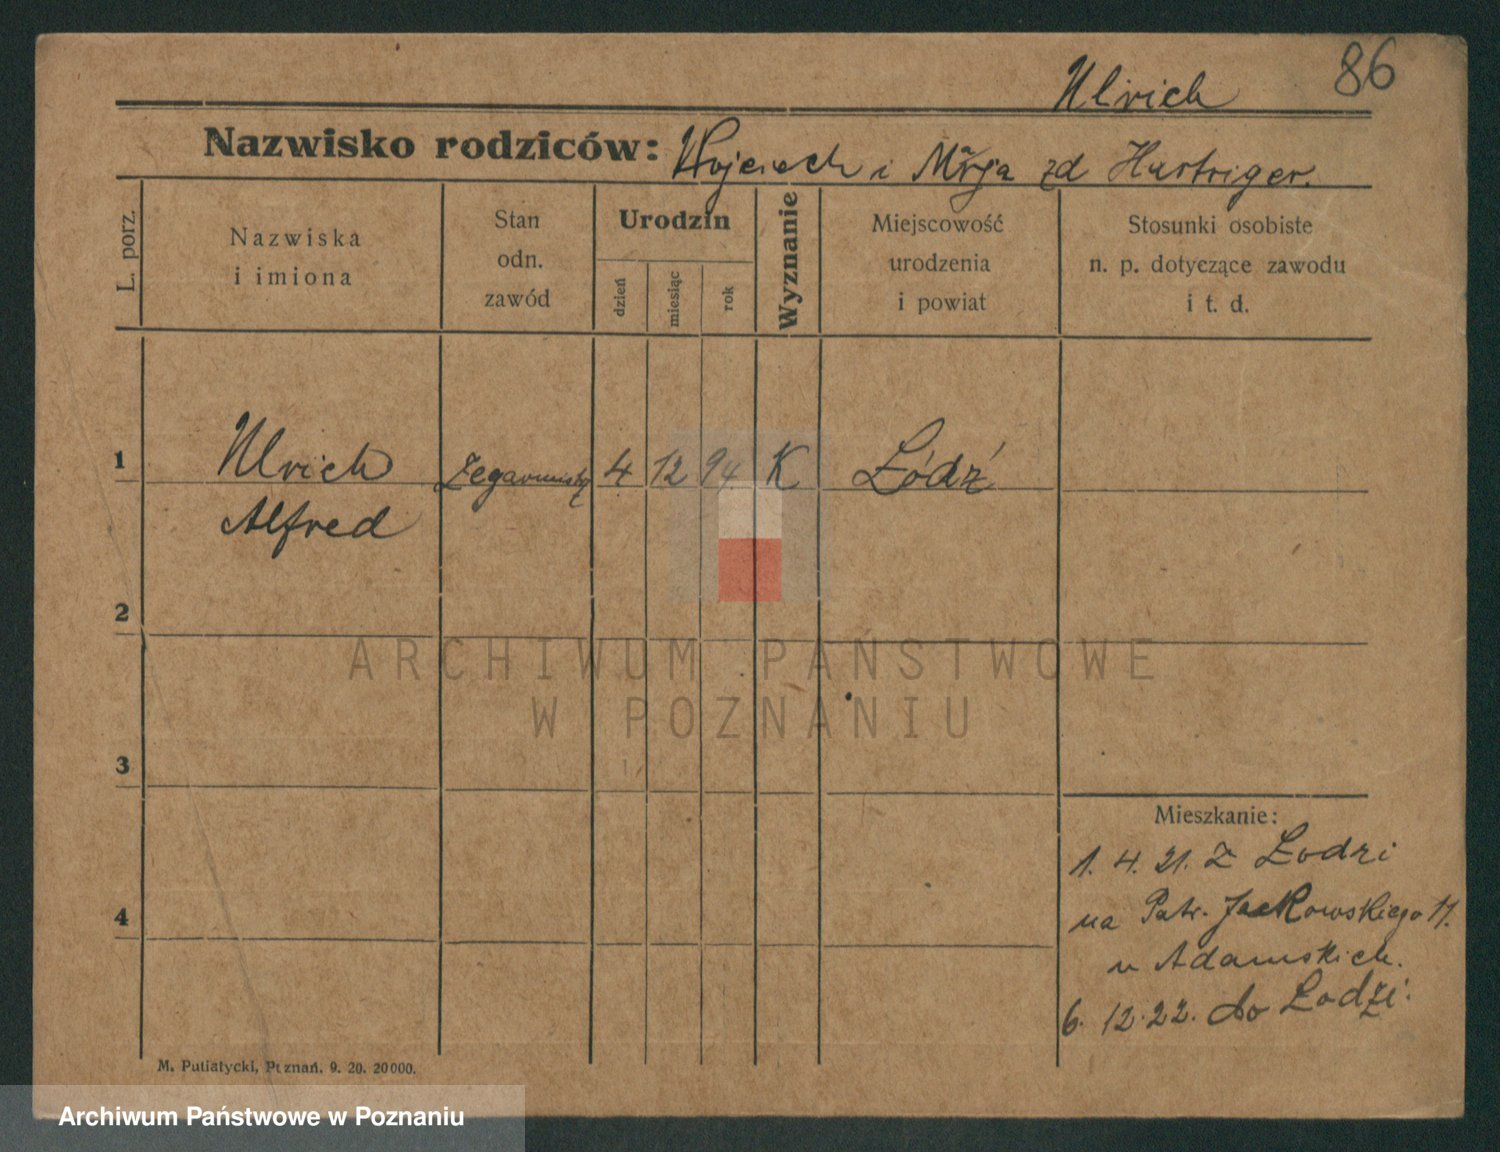 86
Ulrich
Nazwisko rodziców: Wojciech i Marja zd Hartriger.
L. porz.
Nazwiska
i imiona
Stan
odn.
zawód
Urodzin
dzień
miesiąc
rok
Wyznanie
Miejscowość
urodzenia
i powiat
Stosunki osobiste
n. p. dotyczące zawodu
i t. d.
1 Ulrich Zegarmistrz 4 12 94 K Łódź
Alfred
2
3
4
Mieszkanie:
1. 4. 21. z Łodzi
na Patr. Jackowskiego 11.
u Adamskich.
6. 12. 22. do Łodzi.
M. Putiatycki, Poznań. 9. 20. 20000.
ARCHIWUM PAŃSTWOWE
W POZNANIU
Archiwum Państwowe w Poznaniu